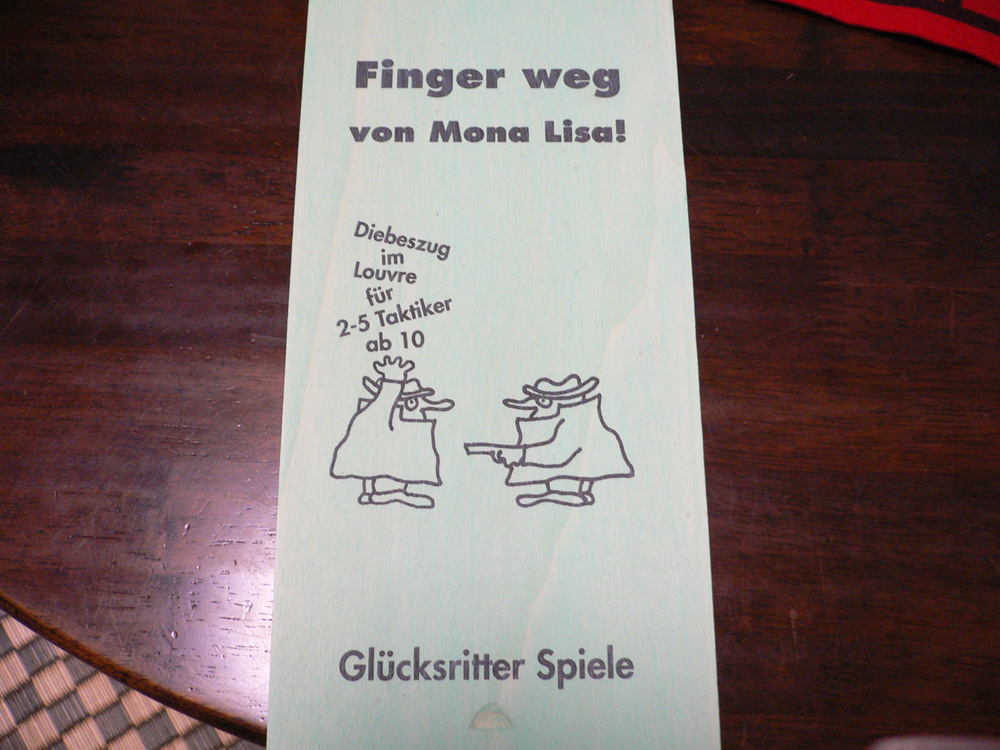 Finger weg
von Mona Lisa!
Diebeszug
im
Louvre
für
2-5 Taktiker
ab 10
Glücksritter Spiele